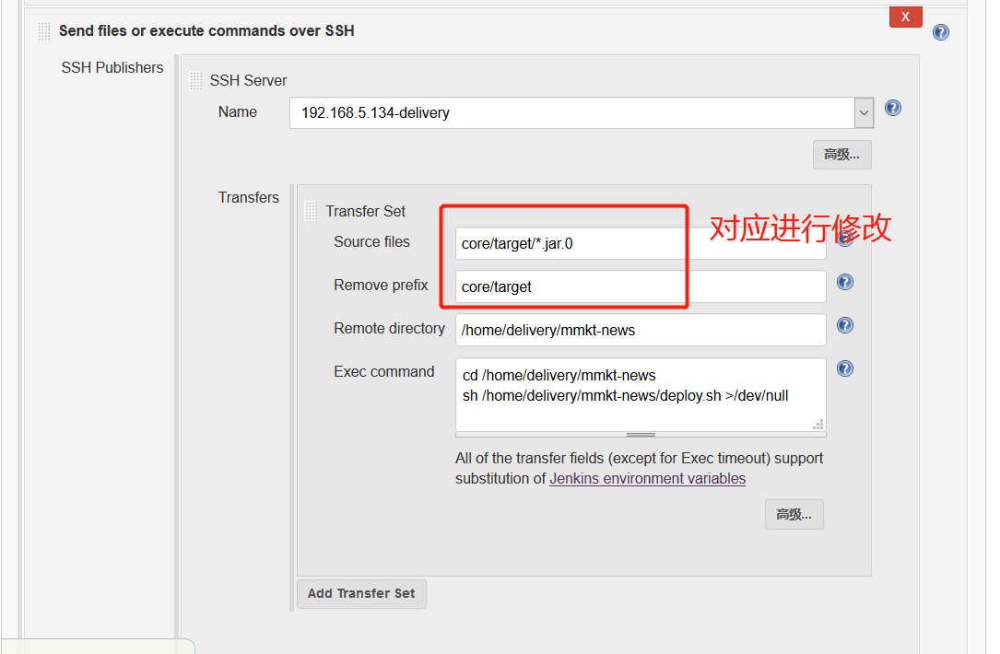 Send files or execute commands over SSH
X
SSH Publishers
SSH Server
Name
192.168.5.134-delivery
高级...
Transfers
Transfer Set
对应进行修改
Source files
core/target/*.jar.0
Remove prefix
core/target
Remote directory
/home/delivery/mmkt-news
Exec command
cd /home/delivery/mmkt-news
sh /home/delivery/mmkt-news/deploy.sh >/dev/null
All of the transfer fields (except for Exec timeout) support
substitution of Jenkins environment variables
高级...
Add Transfer Set